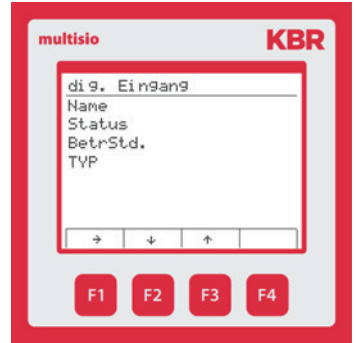 multisio KBR
dig. Eingang
Name
Status
BetrStd.
TYP
→ ↓ ↑
F1 F2 F3 F4